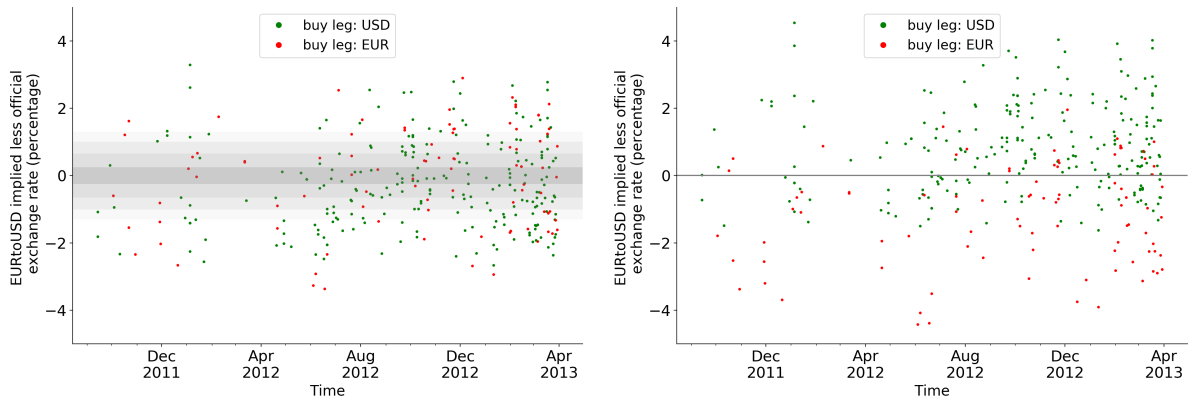 buy leg: USD
buy leg: EUR
EURtoUSD implied less official
exchange rate (percentage)
4
2
0
−2
−4
Dec
2011
Apr
2012
Aug
2012
Dec
2012
Apr
2013
Time
buy leg: USD
buy leg: EUR
EURtoUSD implied less official
exchange rate (percentage)
4
2
0
−2
−4
Dec
2011
Apr
2012
Aug
2012
Dec
2012
Apr
2013
Time